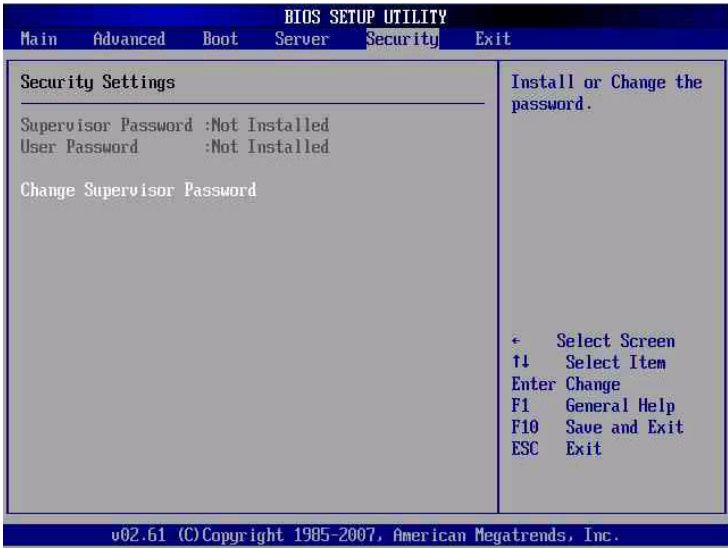 BIOS SETUP UTILITY
Main Advanced Boot Server Security Exit
Security Settings
Supervisor Password :Not Installed
User Password :Not Installed
Change Supervisor Password
Install or Change the
password.
← Select Screen
↑↓ Select Item
Enter Change
F1 General Help
F10 Save and Exit
ESC Exit
v02.61 (C)Copyright 1985-2007, American Megatrends, Inc.